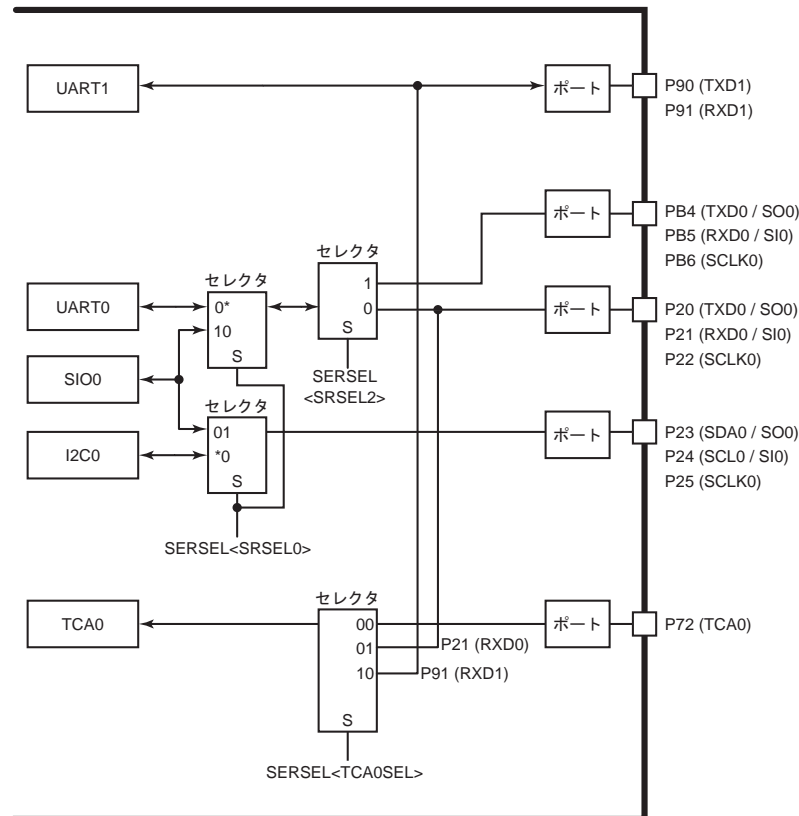 UART1
ポート
P90 (TXD1)
P91 (RXD1)
ポート
PB4 (TXD0 / SO0)
PB5 (RXD0 / SI0)
PB6 (SCLK0)
セレクタ
1
0
S
SERSEL
<SRSEL2>
セレクタ
0*
10
S
UART0
ポート
P20 (TXD0 / SO0)
P21 (RXD0 / SI0)
P22 (SCLK0)
SIO0
セレクタ
01
*0
S
I2C0
ポート
P23 (SDA0 / SO0)
P24 (SCL0 / SI0)
P25 (SCLK0)
SERSEL<SRSEL0>
セレクタ
TCA0
00
01
10
S
P21 (RXD0)
P91 (RXD1)
ポート
P72 (TCA0)
SERSEL<TCA0SEL>